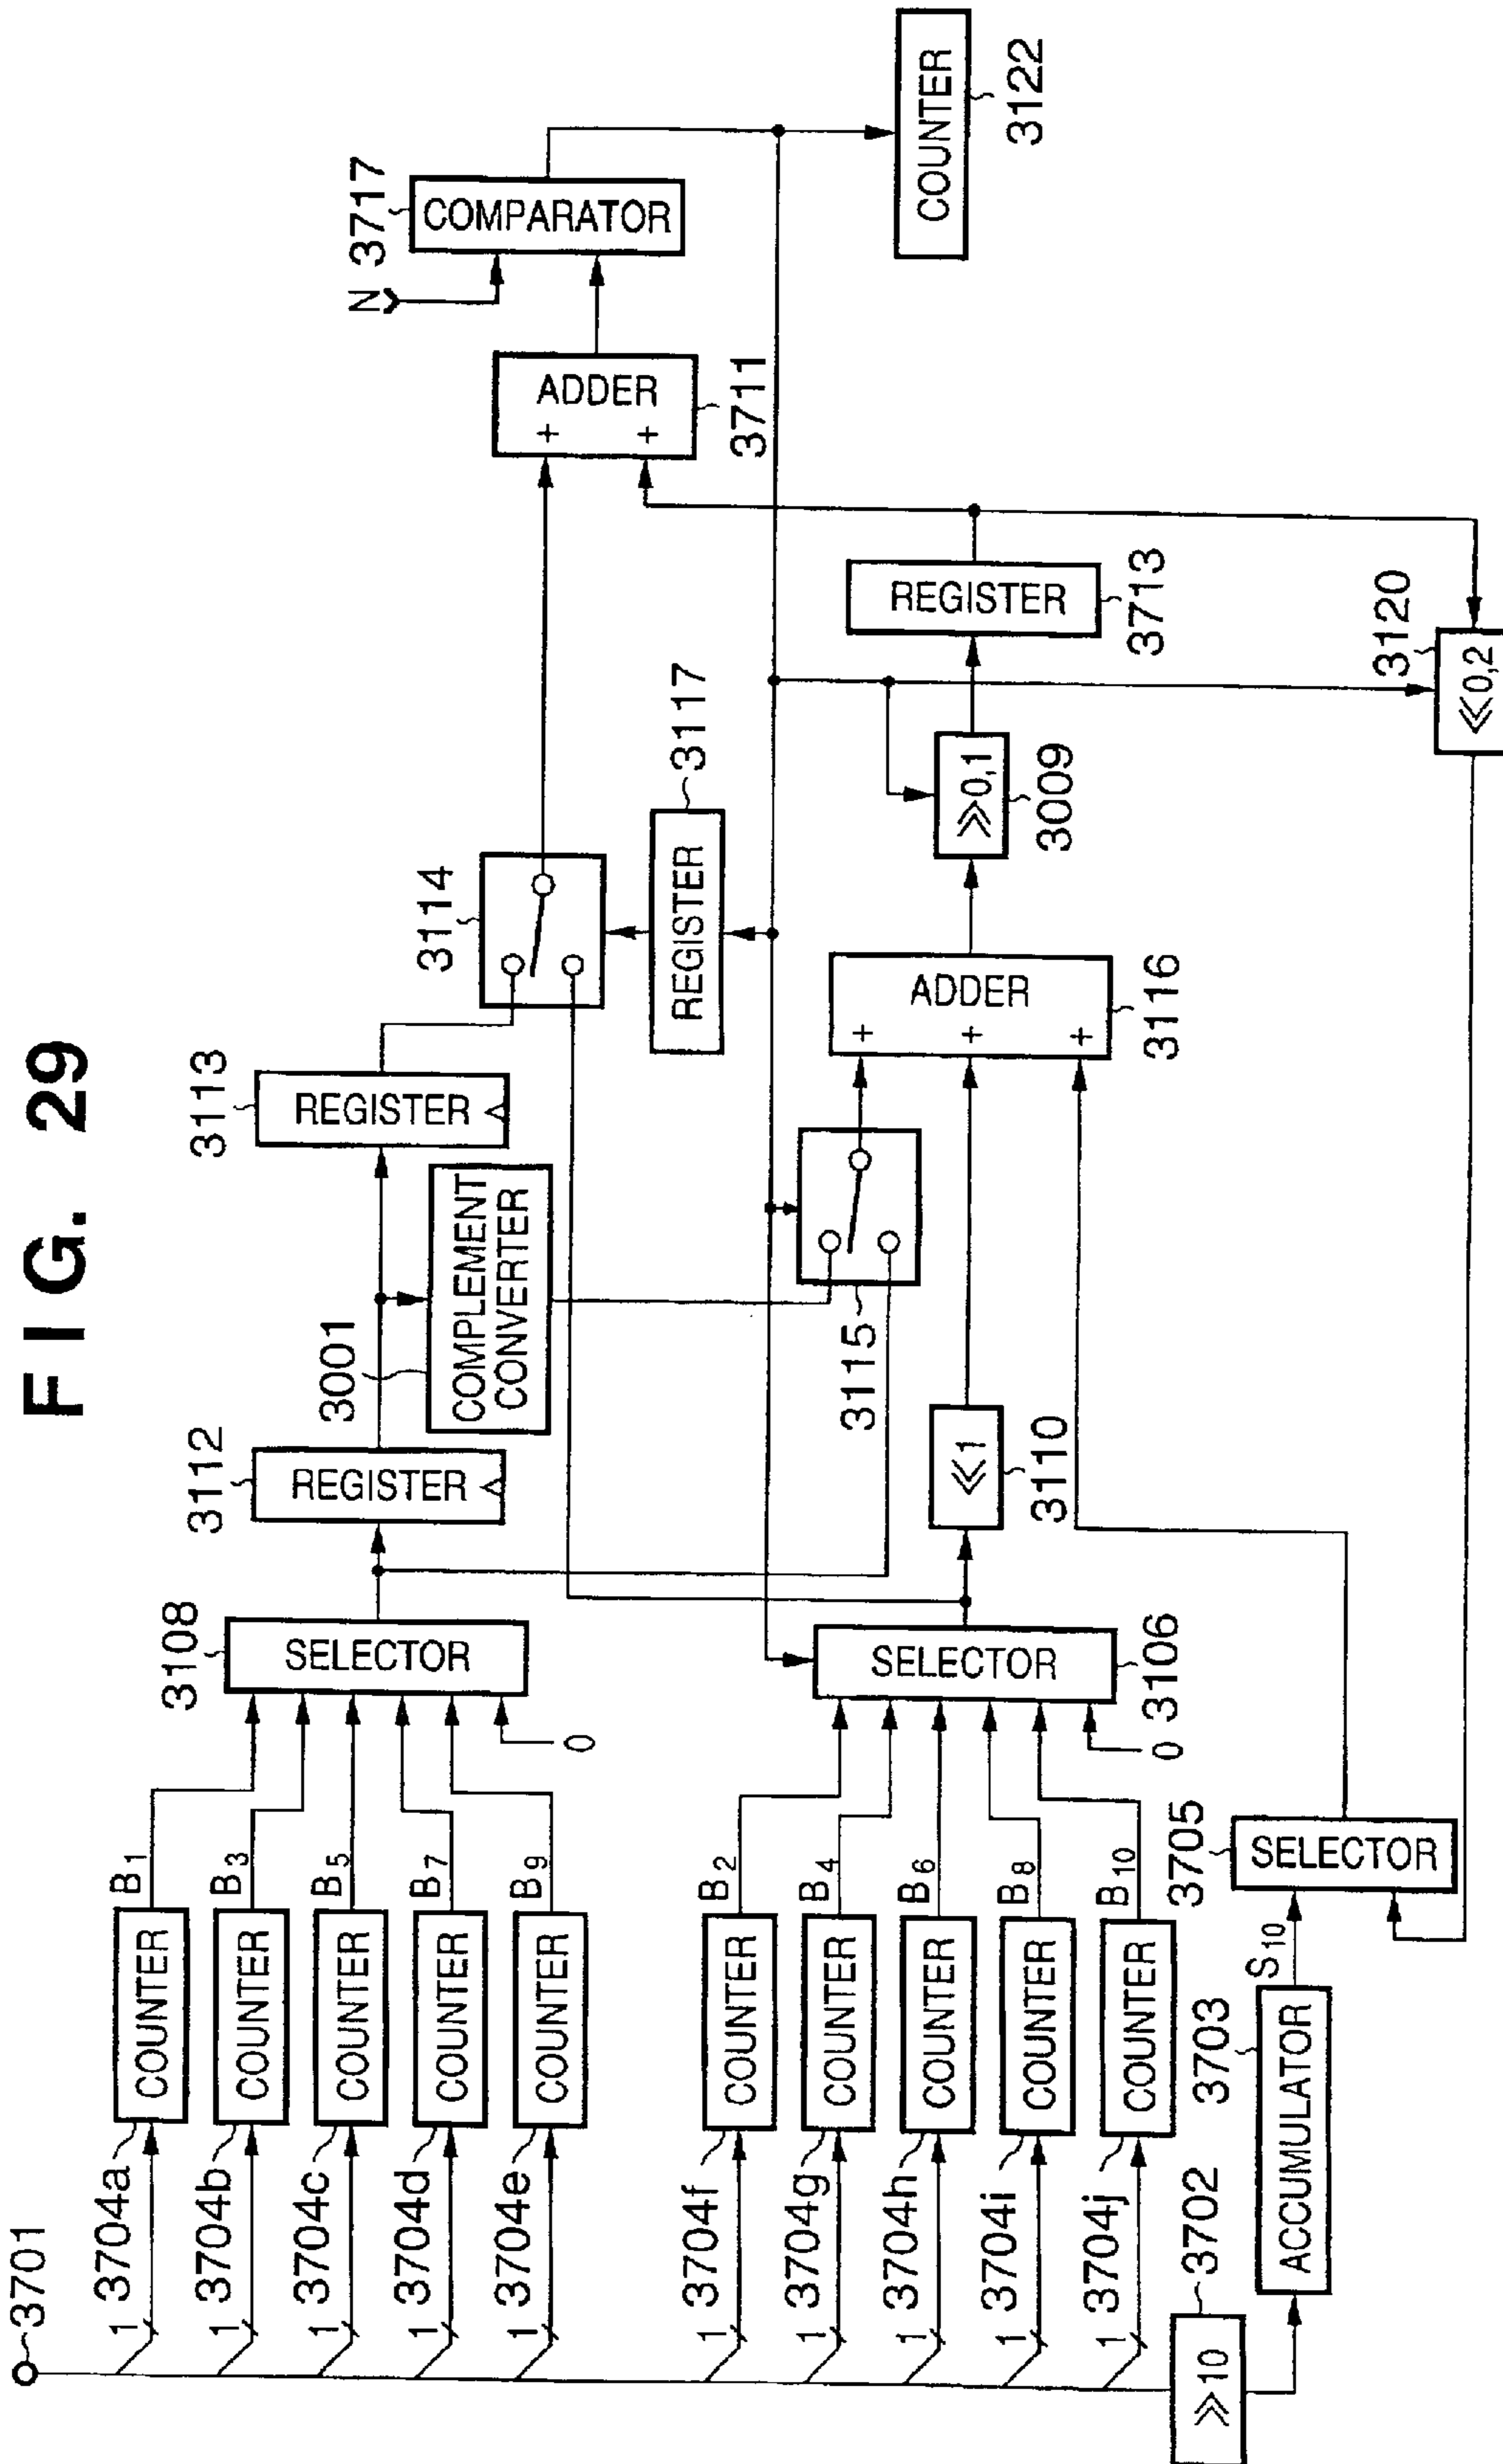 FIG. 29
3701
3704a
1
COUNTER
B1
3704b
1
COUNTER
B3
3704c
1
COUNTER
B5
3704d
1
COUNTER
B7
3704e
1
COUNTER
B9
0
3108
SELECTOR
3112
REGISTER
3001
COMPLEMENT
CONVERTER
3113
REGISTER
3114
3117
REGISTER
ADDER
+
+
3711
N
3717
COMPARATOR
COUNTER
3122
3704f
1
COUNTER
B2
3704g
1
COUNTER
B4
3704h
1
COUNTER
B6
3704i
1
COUNTER
B8
3704j
1
COUNTER
B10
0
SELECTOR
3106
≪1
3110
3115
ADDER
+
+
+
3116
≫0,1
3009
REGISTER
3713
3702
≫10
3703
ACCUMULATOR
S10
3705
SELECTOR
3120
≪0,2